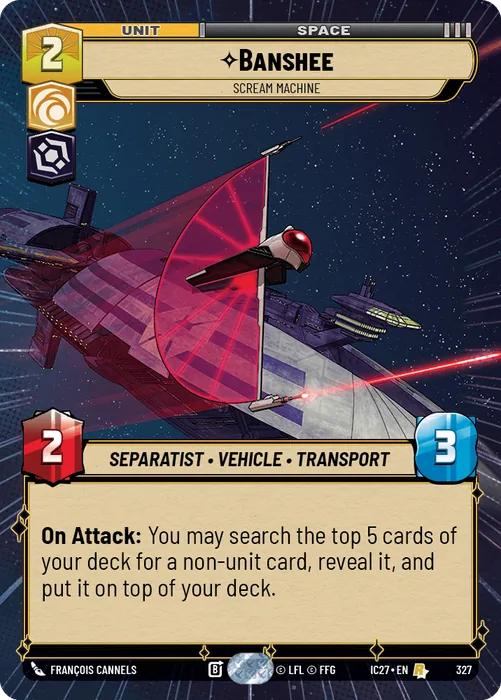 UNIT
SPACE
2
✧BANSHEE
SCREAM MACHINE
2
3
SEPARATIST • VEHICLE • TRANSPORT
On Attack: You may search the top 5 cards of
your deck for a non-unit card, reveal it, and
put it on top of your deck.
FRANÇOIS CANNELS
B
© LFL © FFG
IC27 • EN
R
327